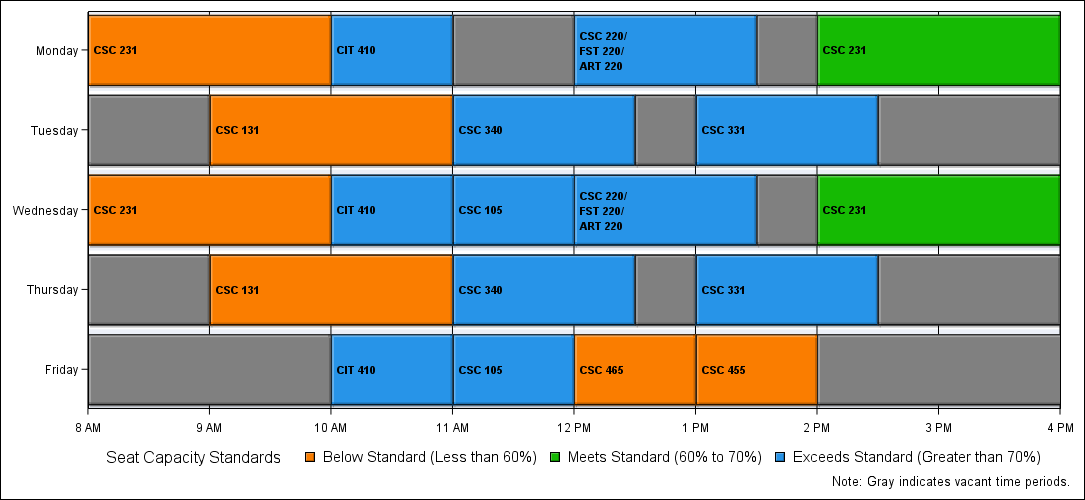 Monday
CSC 231
CIT 410
CSC 220/
FST 220/
ART 220
CSC 231
Tuesday
CSC 131
CSC 340
CSC 331
Wednesday
CSC 231
CIT 410
CSC 105
CSC 220/
FST 220/
ART 220
CSC 231
Thursday
CSC 131
CSC 340
CSC 331
Friday
CIT 410
CSC 105
CSC 465
CSC 455
8 AM 9 AM 10 AM 11 AM 12 PM 1 PM 2 PM 3 PM 4 PM
Seat Capacity Standards Below Standard (Less than 60%) Meets Standard (60% to 70%) Exceeds Standard (Greater than 70%)
Note: Gray indicates vacant time periods.